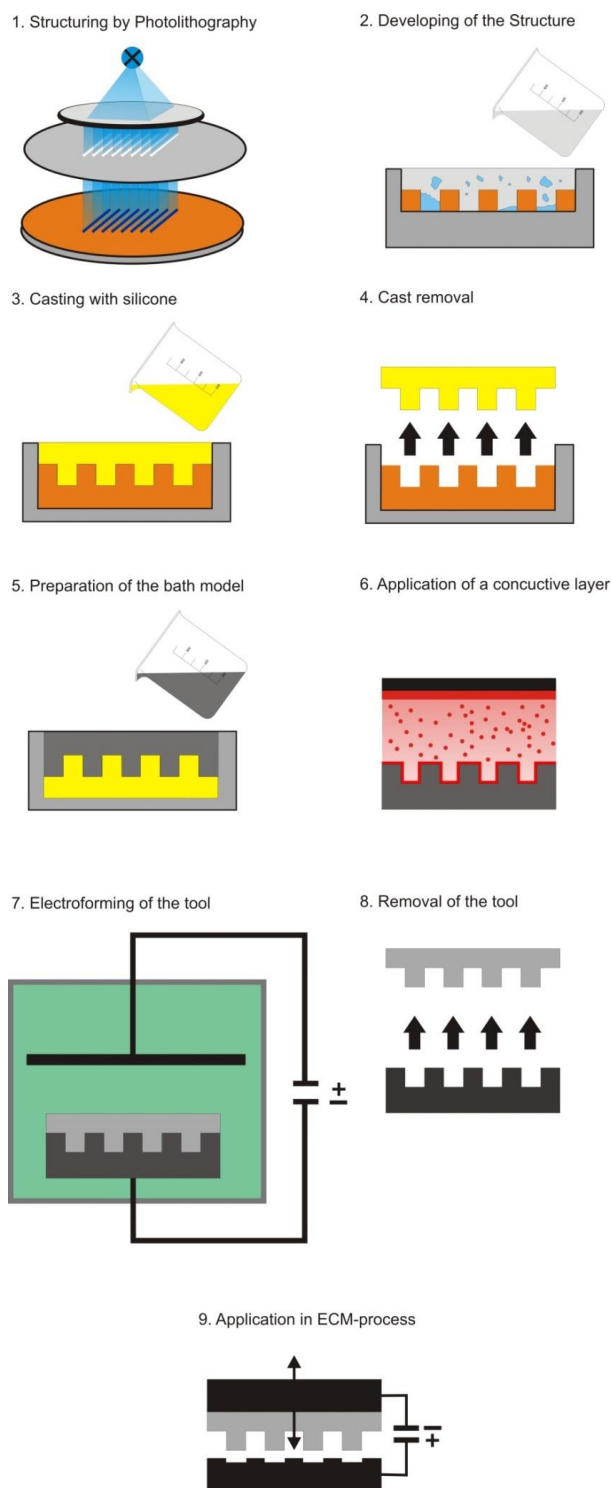 1. Structuring by Photolithography
2. Developing of the Structure
3. Casting with silicone
4. Cast removal
5. Preparation of the bath model
6. Application of a concuctive layer
7. Electroforming of the tool
8. Removal of the tool
9. Application in ECM-process